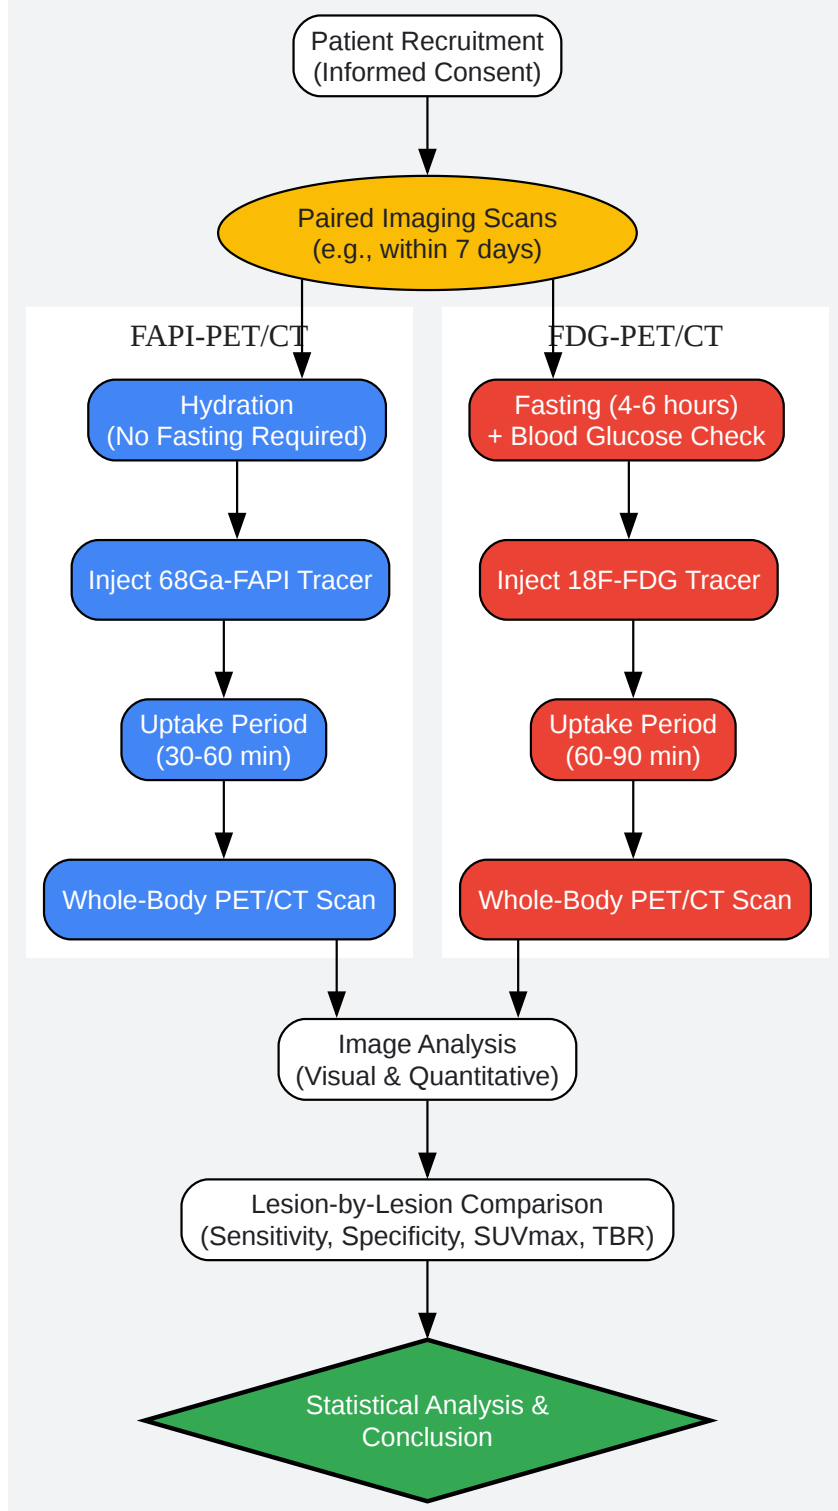 Patient Recruitment
(Informed Consent)
Paired Imaging Scans
(e.g., within 7 days)
FAPI-PET/CT
Hydration
(No Fasting Required)
Inject 68Ga-FAPI Tracer
Uptake Period
(30-60 min)
Whole-Body PET/CT Scan
FDG-PET/CT
Fasting (4-6 hours)
+ Blood Glucose Check
Inject 18F-FDG Tracer
Uptake Period
(60-90 min)
Whole-Body PET/CT Scan
Image Analysis
(Visual & Quantitative)
Lesion-by-Lesion Comparison
(Sensitivity, Specificity, SUVmax, TBR)
Statistical Analysis &
Conclusion